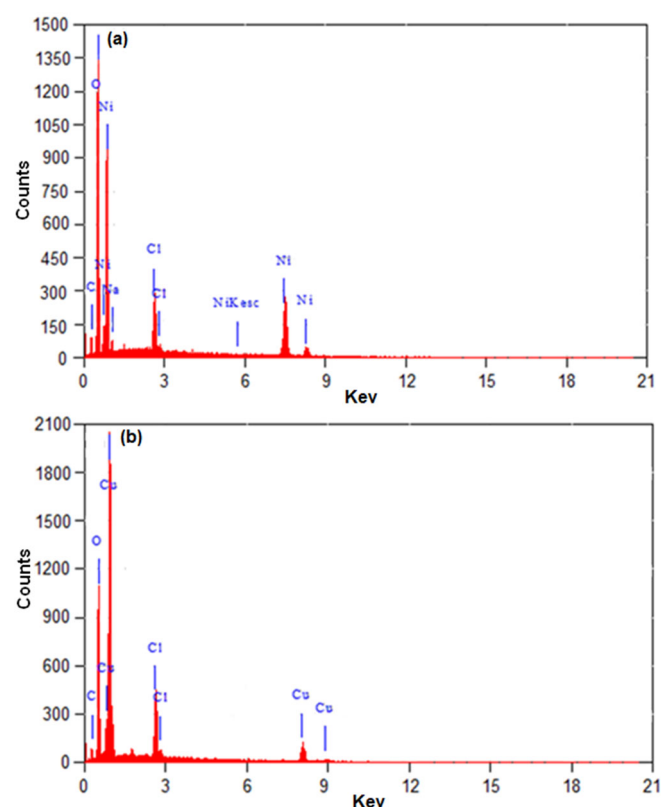 (a)
1500
1350
1200
1050
900
750
600
450
300
150
0
Counts
O
Ni
Ni
C
Na
Cl
Cl
NiKesc
Ni
Ni
0 3 6 9 12 15 18 21
Kev
(b)
2100
1800
1500
1200
900
600
300
0
Counts
Cu
O
Cu
C
Cl
Cl
Cu
Cu
0 3 6 9 12 15 18 21
Kev